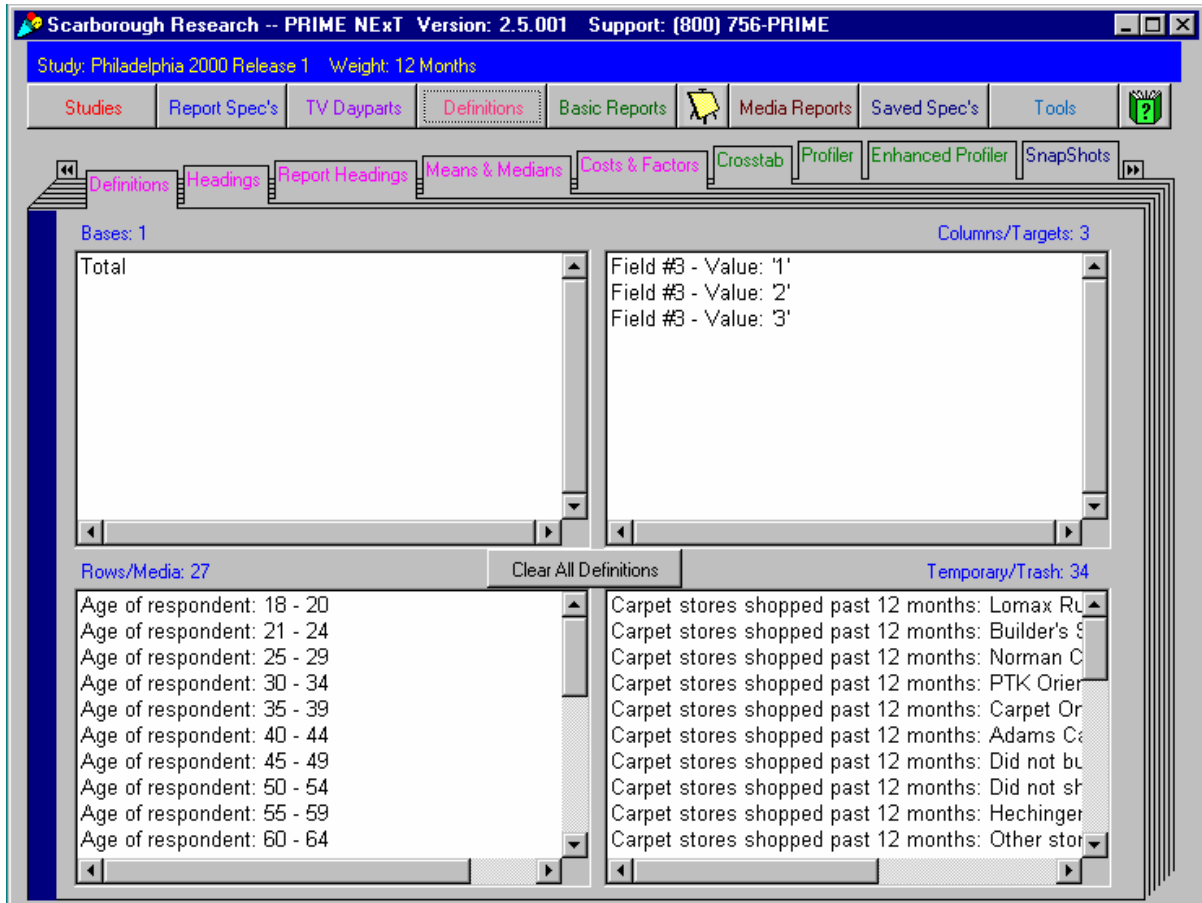 Scarborough Research -- PRIME NExT Version: 2.5.001 Support: (800) 756-PRIME
Study: Philadelphia 2000 Release 1 Weight: 12 Months
Studies Report Spec's TV Dayparts Definitions Basic Reports Media Reports Saved Spec's Tools ?
Definitions Headings Report Headings Means & Medians Costs & Factors Crosstab Profiler Enhanced Profiler SnapShots
Bases: 1
Total
Columns/Targets: 3
Field #3 - Value: '1'
Field #3 - Value: '2'
Field #3 - Value: '3'
Clear All Definitions
Rows/Media: 27
Age of respondent: 18 - 20
Age of respondent: 21 - 24
Age of respondent: 25 - 29
Age of respondent: 30 - 34
Age of respondent: 35 - 39
Age of respondent: 40 - 44
Age of respondent: 45 - 49
Age of respondent: 50 - 54
Age of respondent: 55 - 59
Age of respondent: 60 - 64
Temporary/Trash: 34
Carpet stores shopped past 12 months: Lomax Ru
Carpet stores shopped past 12 months: Builder's S
Carpet stores shopped past 12 months: Norman C
Carpet stores shopped past 12 months: PTK Orier
Carpet stores shopped past 12 months: Carpet Or
Carpet stores shopped past 12 months: Adams Ca
Carpet stores shopped past 12 months: Did not bu
Carpet stores shopped past 12 months: Did not sh
Carpet stores shopped past 12 months: Hechinger
Carpet stores shopped past 12 months: Other stor